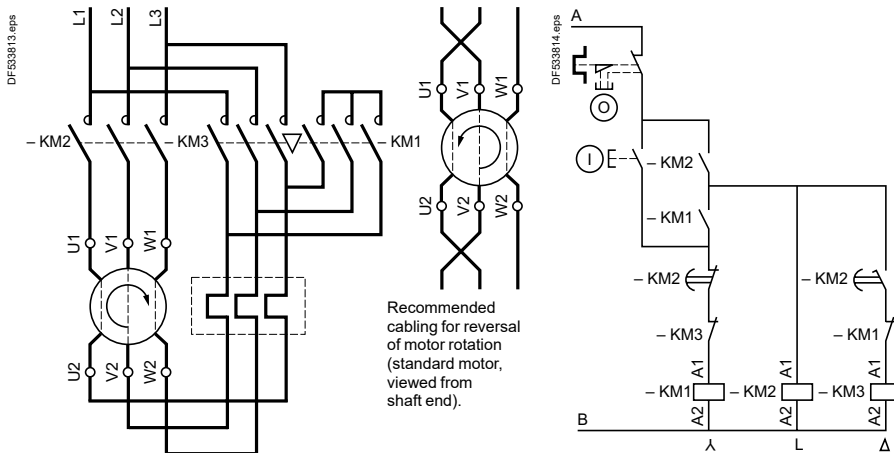 DF533813.eps
L1
L2
L3
– KM2
– KM3
– KM1
U1
V1
W1
U2
V2
W2
U1
V1
W1
U2
V2
W2
Recommended
cabling for reversal
of motor rotation
(standard motor,
viewed from
shaft end).
DF533814.eps
A
O
I
– KM2
– KM1
– KM2
– KM2
– KM3
– KM1
A1
A1
A1
– KM1
– KM2
– KM3
A2
A2
A2
B
L
Δ